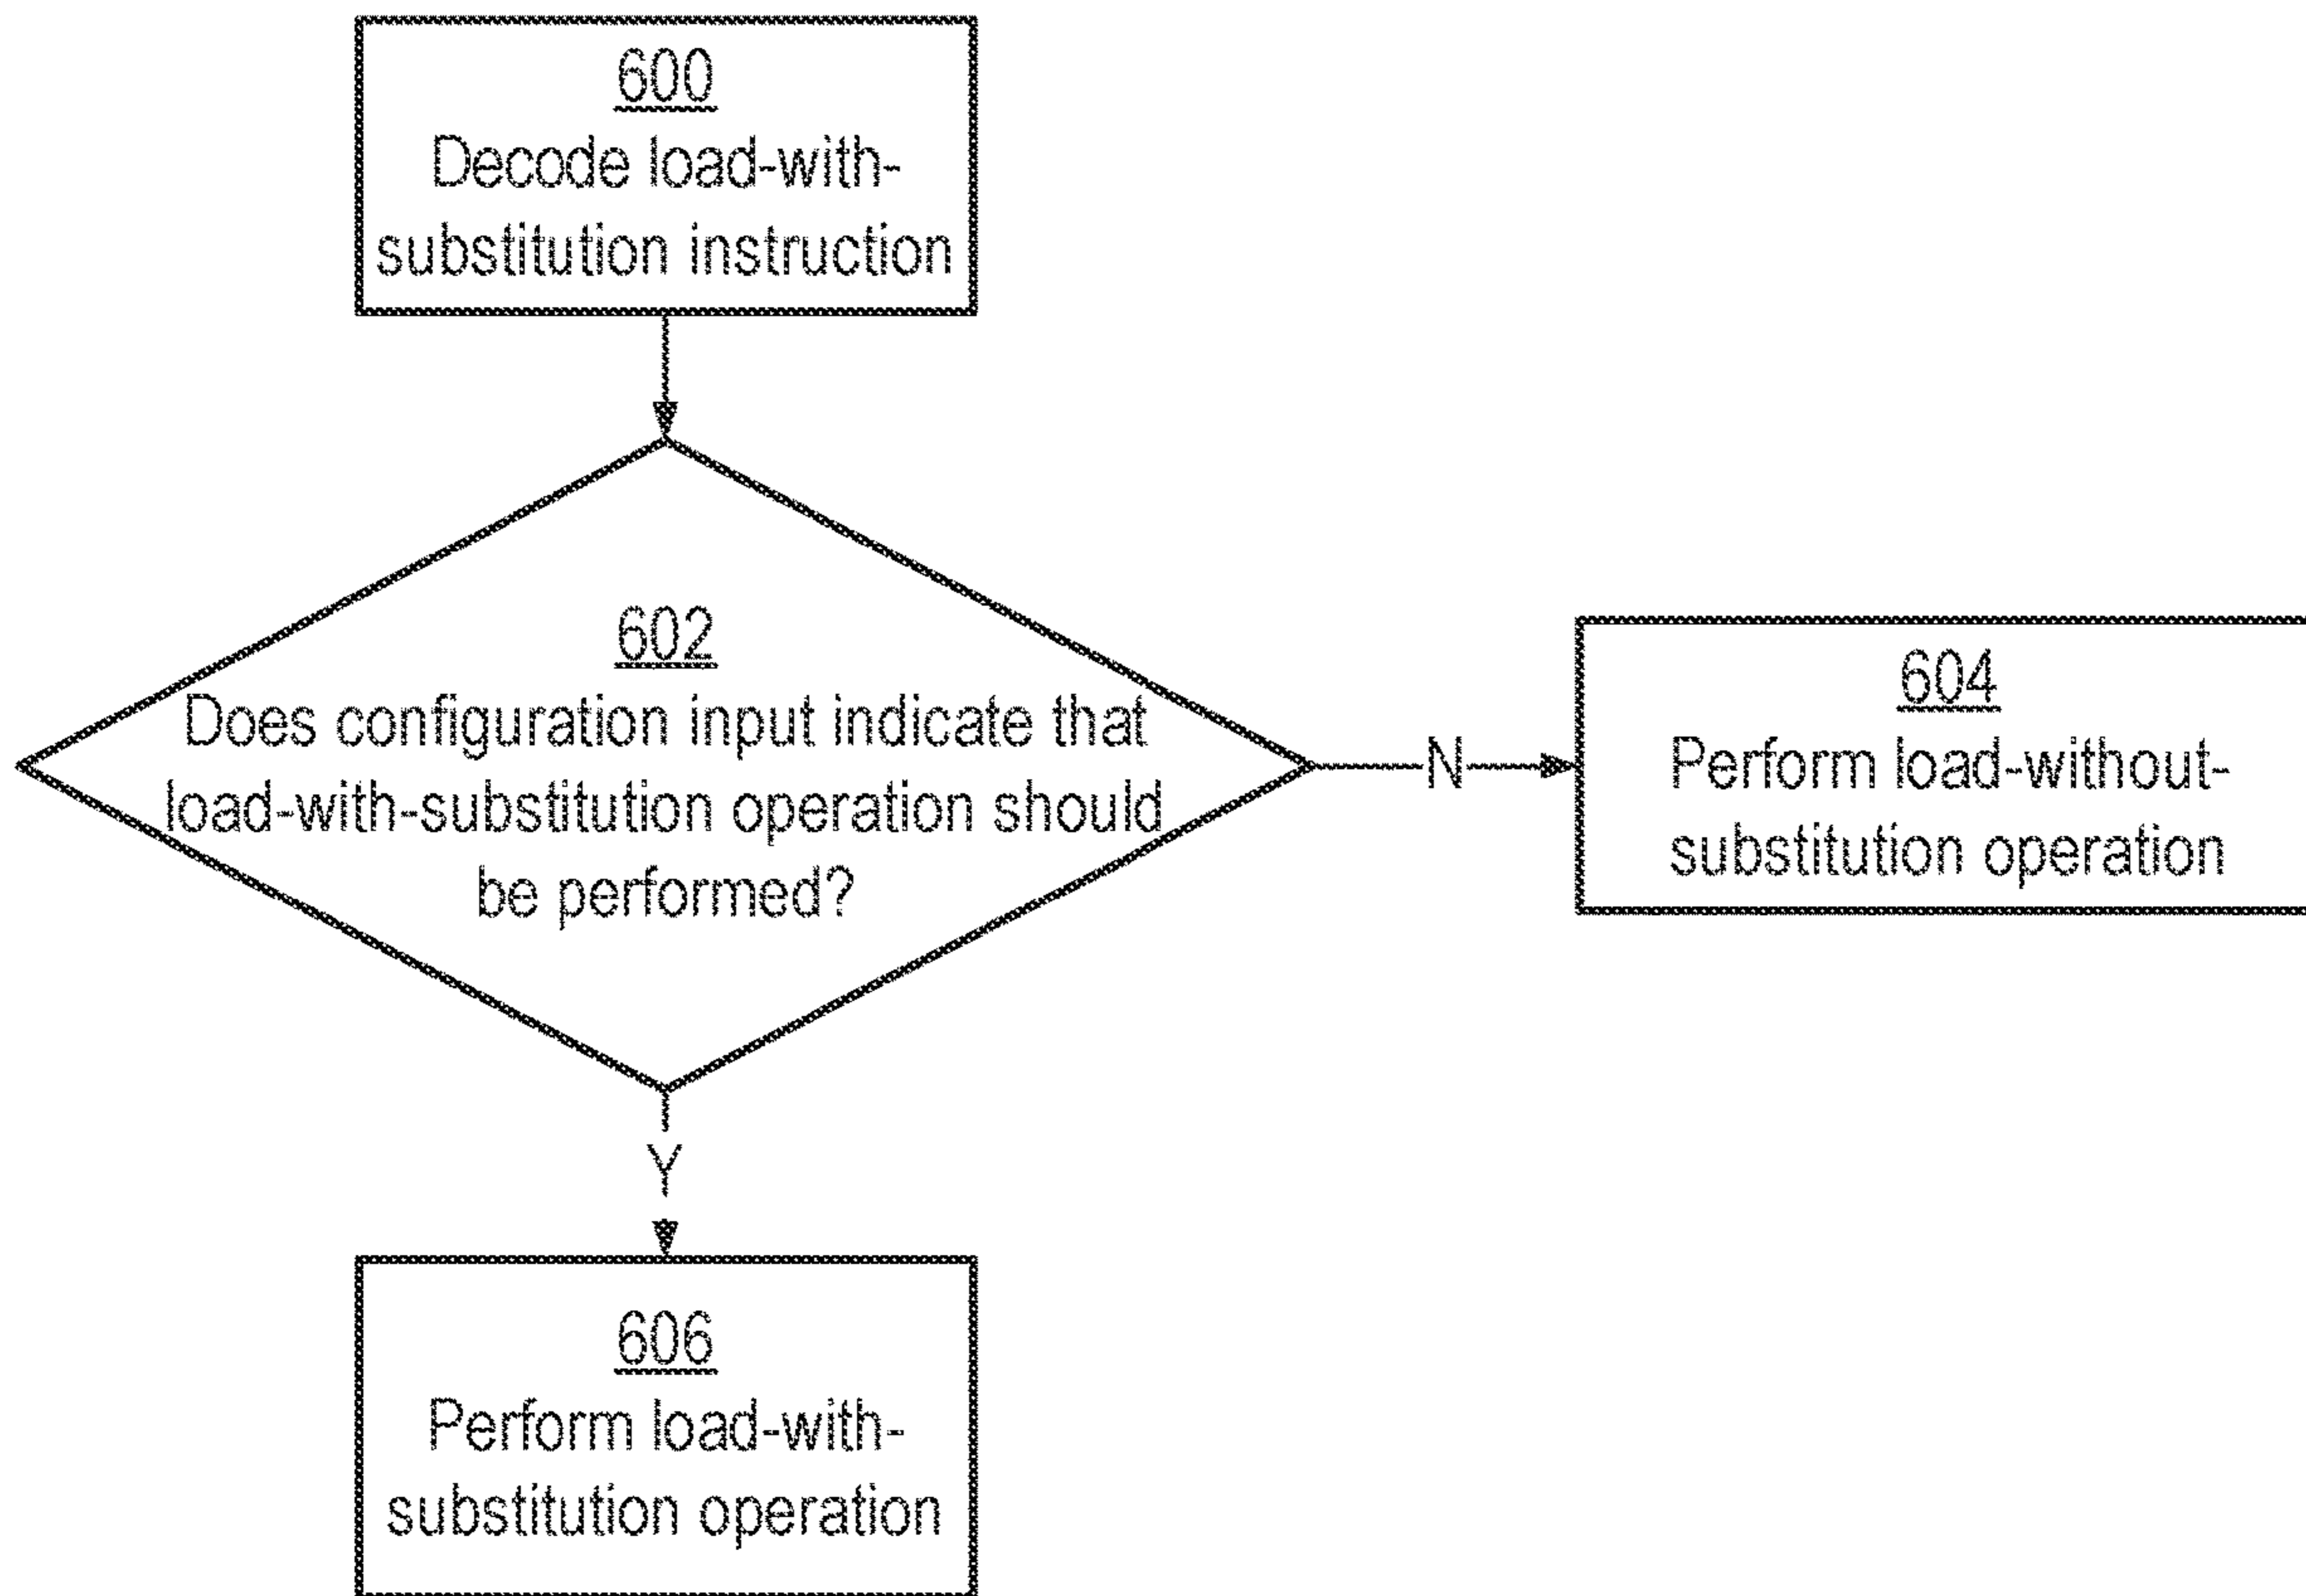 600
Decode load-with-
substitution instruction
602
Does configuration input indicate that
load-with-substitution operation should
be performed?
N
604
Perform load-without-
substitution operation
Y
606
Perform load-with-
substitution operation